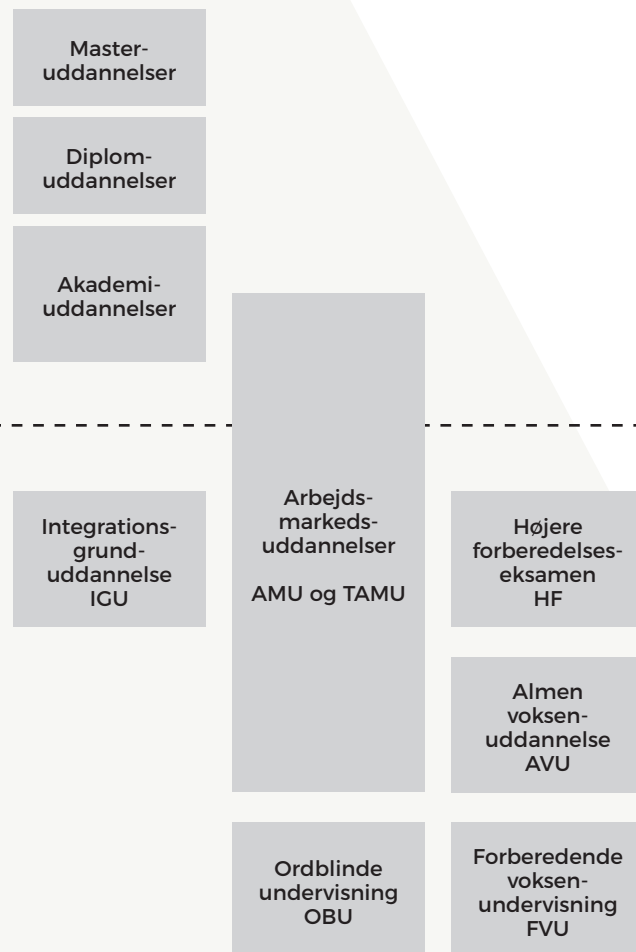 Master-
uddannelser
Diplom-
uddannelser
Akademi-
uddannelser
Integrations-
grund-
uddannelse
IGU
Arbejds-
markeds-
uddannelser
AMU og TAMU
Højere
forberedelses-
eksamen
HF
Almen
voksen-
uddannelse
AVU
Ordblinde
undervisning
OBU
Forberedende
voksen-
undervisning
FVU